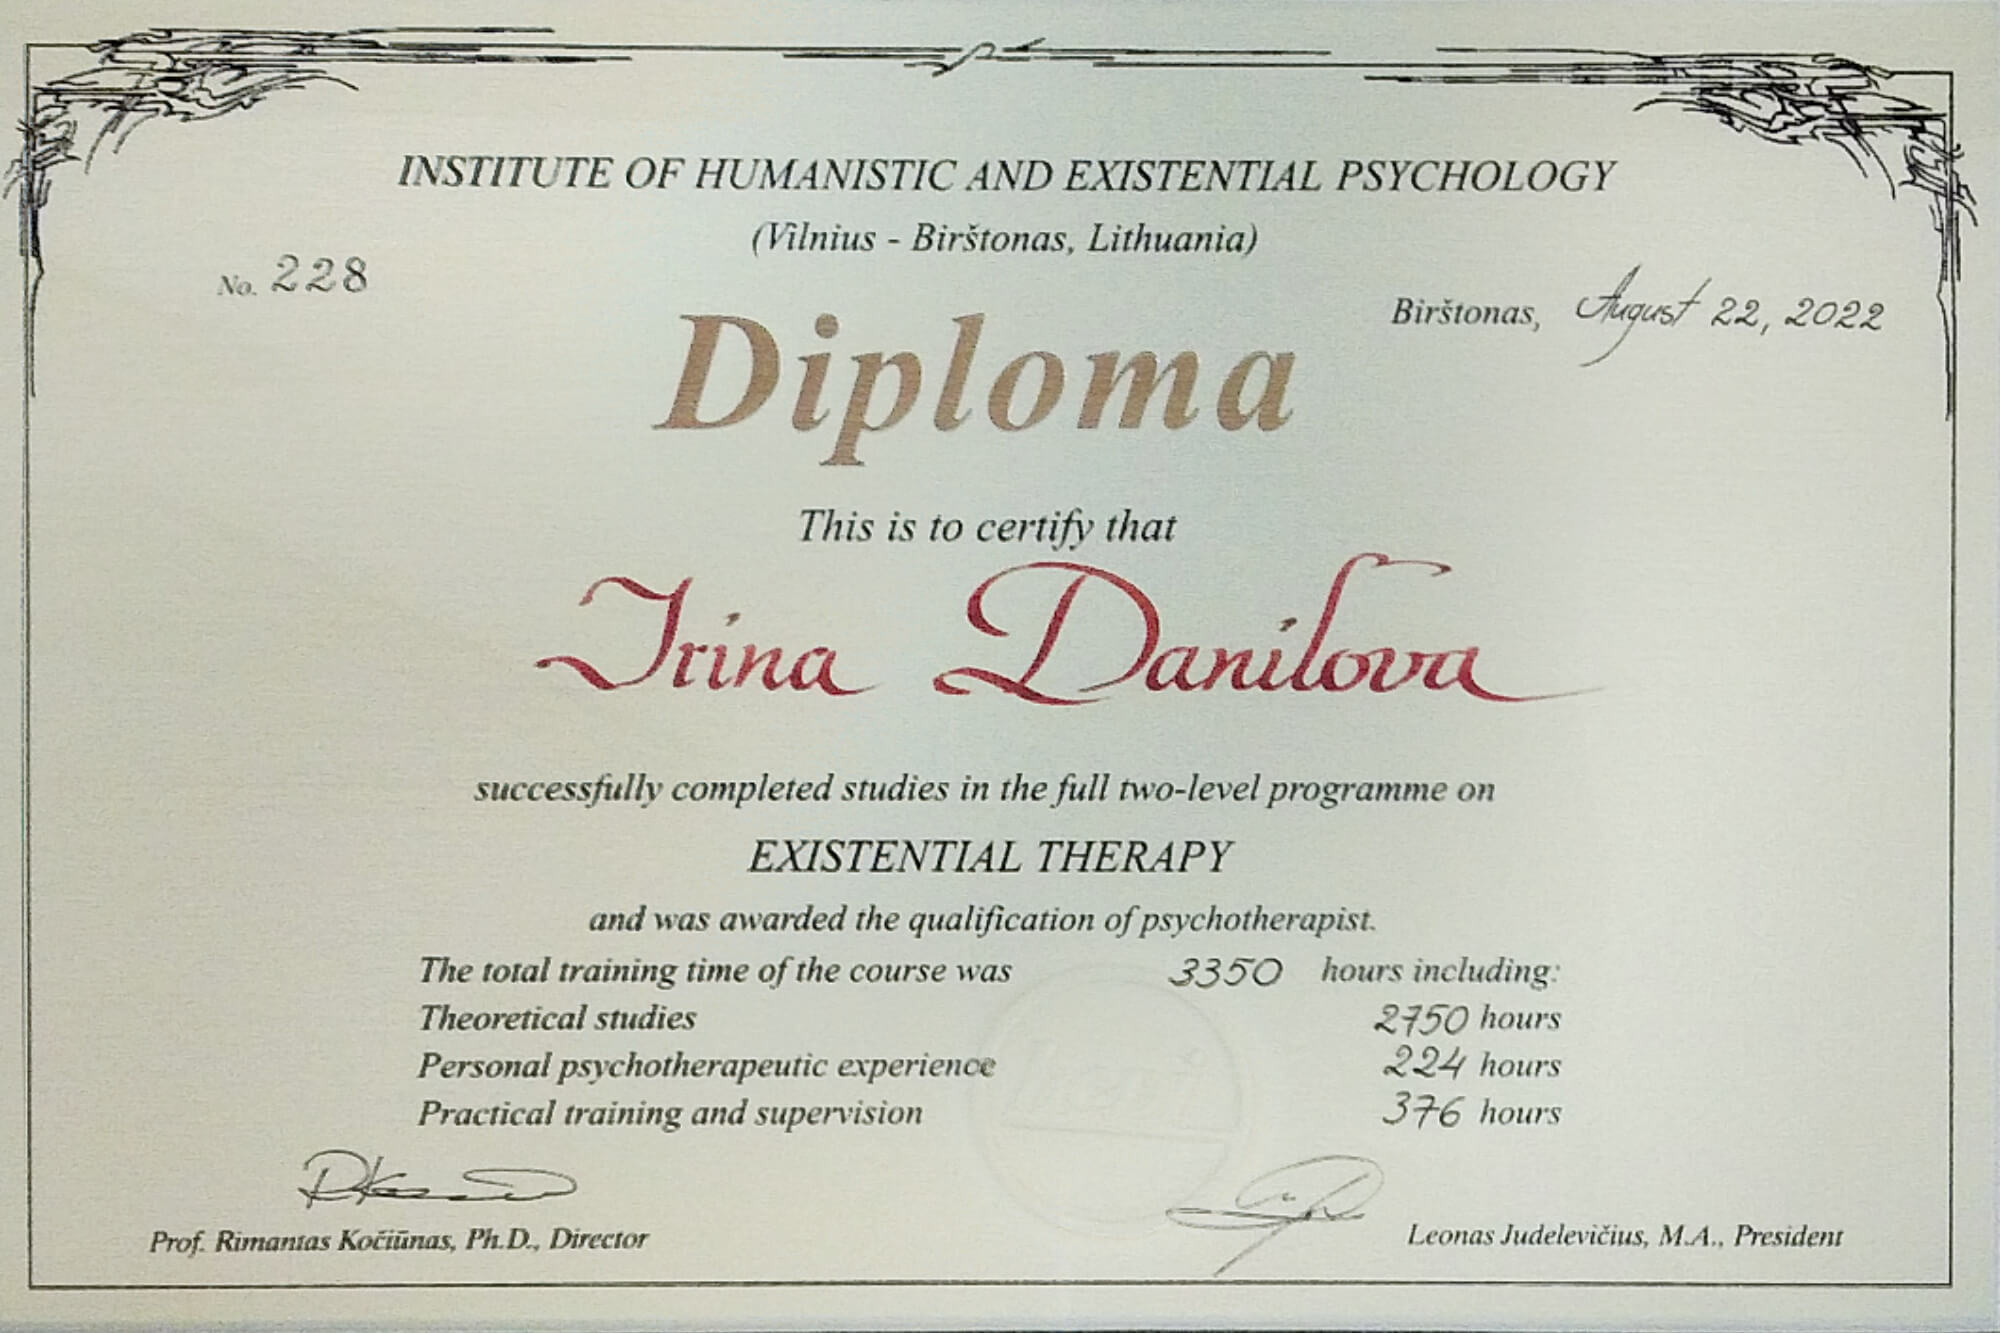 INSTITUTE OF HUMANISTIC AND EXISTENTIAL PSYCHOLOGY
(Vilnius - Birštonas, Lithuania)
No. 228
Birštonas, August 22, 2022
Diploma
This is to certify that
Irina Danilova
successfully completed studies in the full two-level programme on
EXISTENTIAL THERAPY
and was awarded the qualification of psychotherapist.
The total training time of the course was 3350 hours including:
Theoretical studies 2750 hours
Personal psychotherapeutic experience 224 hours
Practical training and supervision 376 hours
Prof. Rimantas Kočiūnas, Ph.D., Director
Leonas Judelevičius, M.A., President